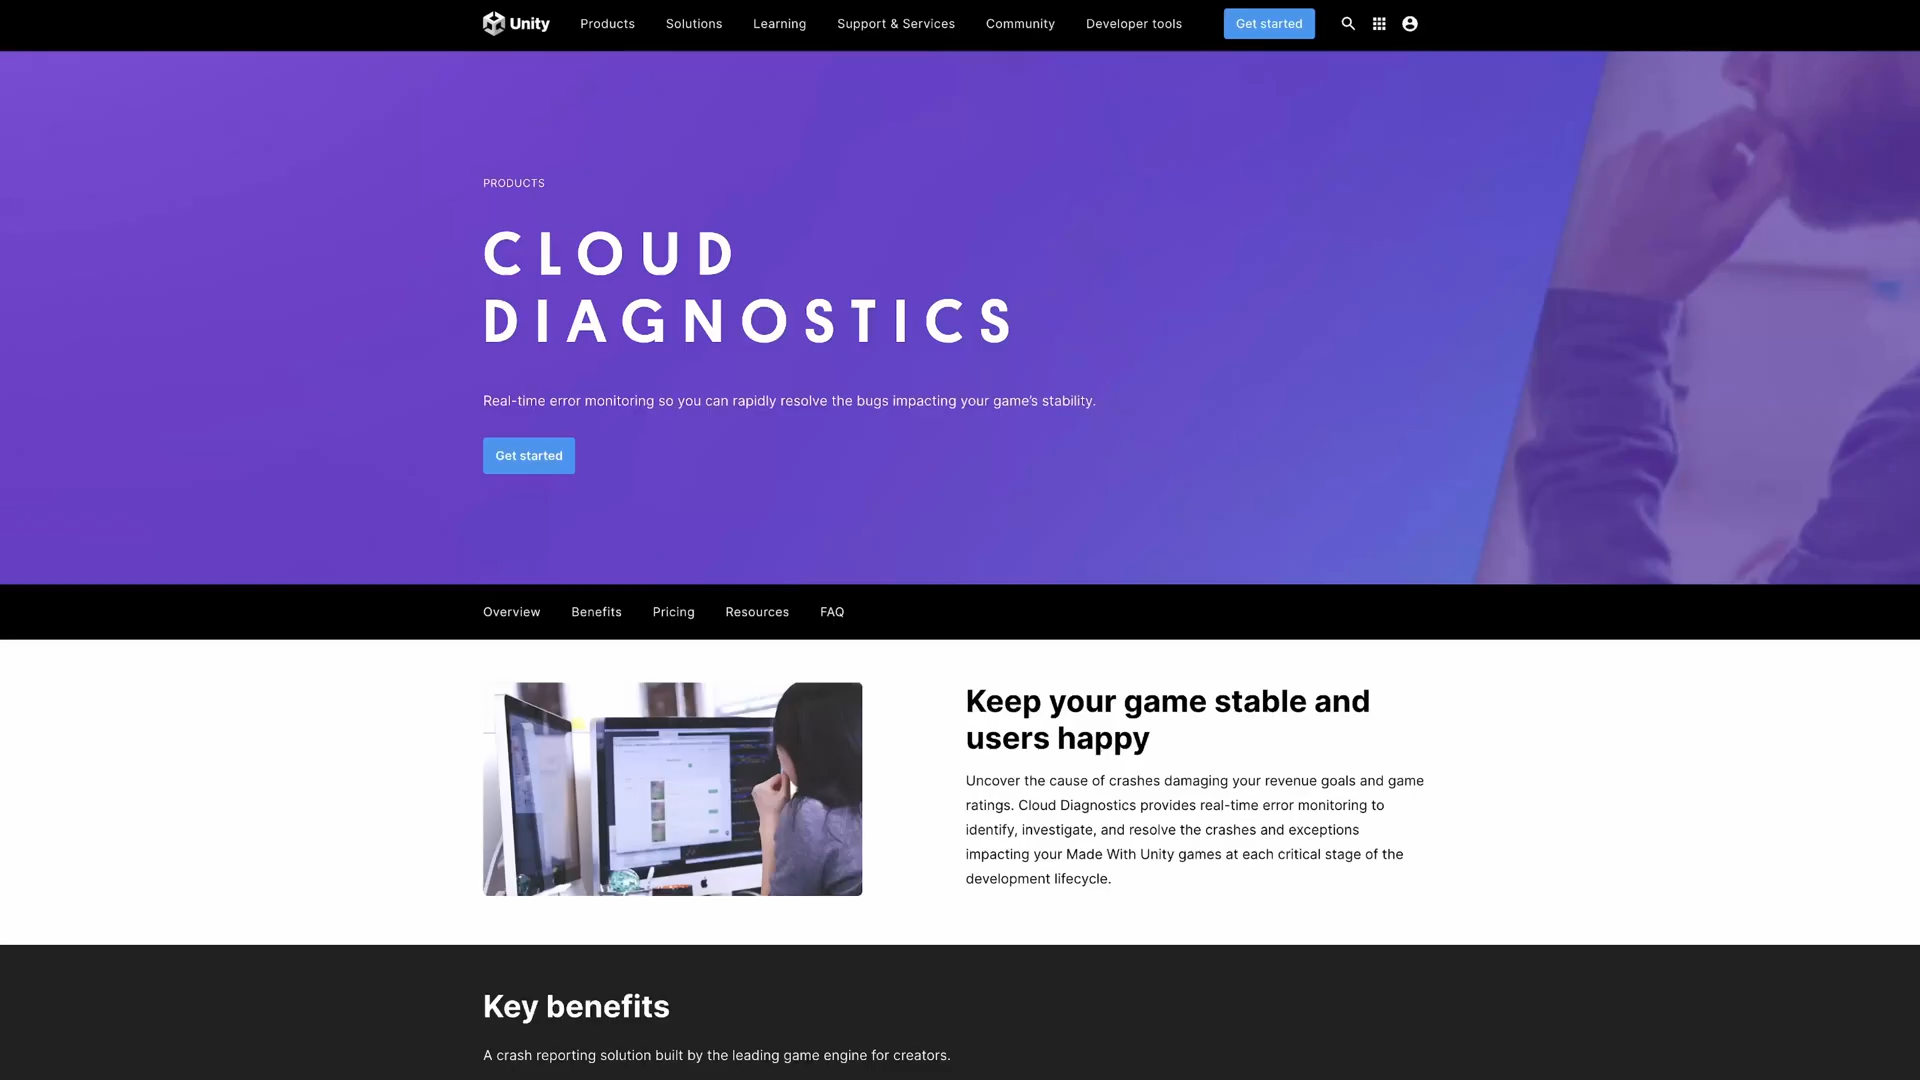 Unity
Products
Solutions
Learning
Support & Services
Community
Developer tools
Get started
PRODUCTS
CLOUD
DIAGNOSTICS
Real-time error monitoring so you can rapidly resolve the bugs impacting your game’s stability.
Get started
Overview
Benefits
Pricing
Resources
FAQ
Keep your game stable and
users happy
Uncover the cause of crashes damaging your revenue goals and game
ratings. Cloud Diagnostics provides real-time error monitoring to
identify, investigate, and resolve the crashes and exceptions
impacting your Made With Unity games at each critical stage of the
development lifecycle.
Key benefits
A crash reporting solution built by the leading game engine for creators.